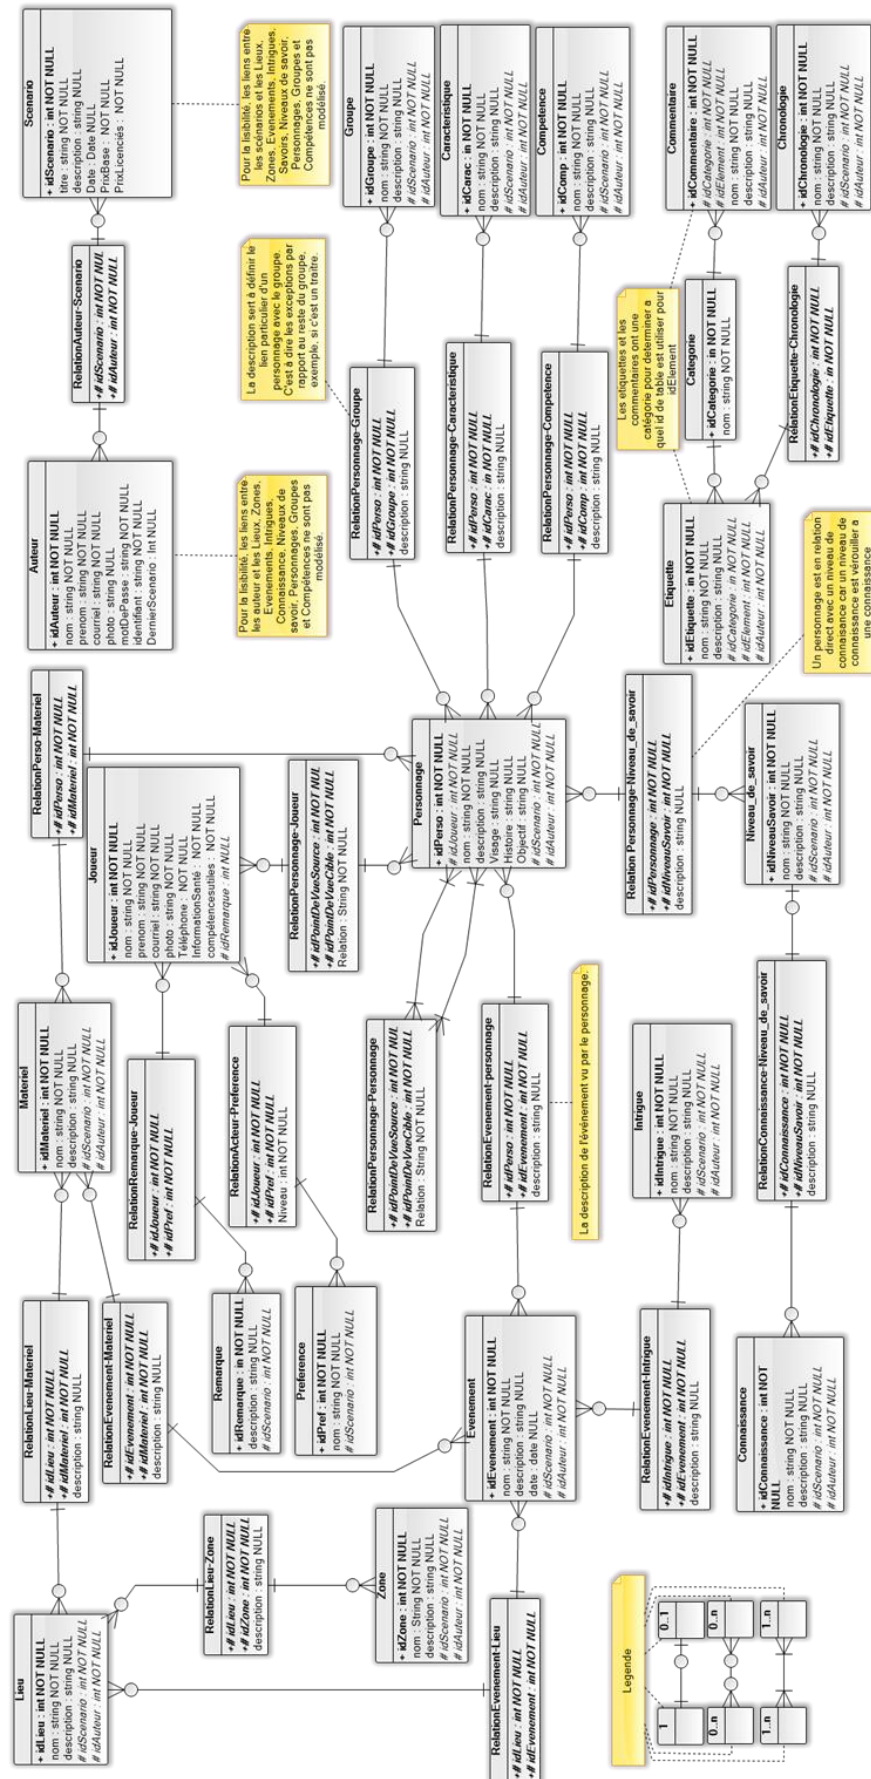 Scenario
+ idScenario : int NOT NULL
titre : string NOT NULL
description : string NULL
Date : Date NULL
PrixBase : NOT NULL
PrixLicenciés : NOT NULL
Pour la lisibilité, les liens entre
les scénarios et les Lieux,
Zones, Evenements, Intrigues,
Savoirs, Niveaux de savoir,
Personnages, Groupes et
Compétences ne sont pas
modélisé.
RelationAuteur-Scenario
+# idScenario : int NOT NUL
+# idAuteur : int NOT NULL
Auteur
+ idAuteur : int NOT NULL
nom : string NOT NULL
prenom : string NOT NULL
courriel : string NOT NULL
photo : string NULL
motDePasse : string NOT NULL
identifiant : string NOT NULL
DernierScenario : Int NULL
Pour la lisibilité, les liens entre
les auteur et les Lieux, Zones,
Evenements, Intrigues,
Connaissance, Niveaux de
savoir, Personnages, Groupes
et Compétences ne sont pas
modélisé.
Groupe
+ idGroupe : int NOT NULL
nom : string NOT NULL
description : string NULL
# idScenario : int NOT NULL
# idAuteur : int NOT NULL
La description sert à définir le
lien particulier d'un
personnage avec le groupe.
C'est à dire les exceptions par
rapport au reste du groupe,
exemple, si c'est un traître.
RelationPersonnage-Groupe
+# idPerso : int NOT NULL
+# idGroupe : int NOT NULL
description : string NULL
Caracteristique
+ idCarac : in NOT NULL
nom : string NOT NULL
description : string NULL
# idScenario : int NOT NULL
# idAuteur : int NOT NULL
RelationPersonnage-Caracteristique
+# idPerso : int NOT NULL
+# idCarac : in NOT NULL
description : string NULL
Competence
+ idComp : int NOT NULL
nom : string NOT NULL
description : string NULL
# idScenario : int NOT NULL
# idAuteur : int NOT NULL
RelationPersonnage-Competence
+# idPerso : int NOT NULL
+# idComp : int NOT NULL
description : string NULL
Commentaire
+ idCommentaire : int NOT NULL
# idCategorie : int NOT NULL
# idElement : int NOT NULL
nom : string NOT NULL
description : string NULL
# idAuteur : int NOT NULL
Les etiquettes et les
commentaires ont une
catégorie pour determiner a
quel id de table est utiliser pour
idElement
Categorie
+ idCategorie : in NOT NULL
nom : string NOT NULL
Etiquette
+ idEtiquette : in NOT NULL
nom : string NOT NULL
description : string NULL
# idCategorie : in NOT NULL
# idElement : in NOT NULL
# idAuteur : int NOT NULL
Chronologie
+ idChronologie : int NOT NULL
nom : string NOT NULL
description : string NULL
# idAuteur : int NOT NULL
RelationEtiquette-Chronologie
+# idChronologie : int NOT NULL
+# idEtiquette : in NOT NULL
Un personnage est en relation
direct avec un niveau de
connaisance car un niveau de
connaissance est vérouiller a
une connaissance
RelationPerso-Materiel
+# idPerso : int NOT NULL
+# idMateriel : int NOT NULL
Joueur
+ idJoueur : int NOT NULL
nom : string NOT NULL
prenom : string NOT NULL
courriel : string NOT NULL
photo : string NOT NULL
Téléphone : NOT NULL
InformationSanté : NOT NULL
compétencesutiles : NOT NULL
# idRemarque : int NULL
RelationPersonnage-Joueur
+# idPointDeVueSource : int NOT NUL
+# idPointDeVueCible : int NOT NULL
Relation : String NOT NULL
Personnage
+ idPerso : int NOT NULL
# idJoueur : int NOT NULL
nom : string NOT NULL
description : string NULL
Visage : string NULL
Histoire : string NULL
Objectif : string NULL
# idScenario : int NOT NULL
# idAuteur : int NOT NULL
Relation Personnage-Niveau_de_savoir
+# idPersonnage : int NOT NULL
+# idNiveauSavoir : int NOT NULL
description : string NULL
Niveau_de_savoir
+ idNiveauSavoir : int NOT NULL
nom : string NOT NULL
description : string NULL
# idScenario : int NOT NULL
# idAuteur : int NOT NULL
Materiel
+ idMateriel : int NOT NULL
nom : string NOT NULL
description : string NULL
# idScenario : int NOT NULL
# idAuteur : int NOT NULL
RelationRemarque-Joueur
+# idJoueur : int NOT NULL
+# idPref : int NOT NULL
RelationActeur-Preference
+# idJoueur : int NOT NULL
+# idPref : int NOT NULL
Niveau : int NOT NULL
RelationPersonnage-Personnage
+# idPointDeVueSource : int NOT NUL
+# idPointDeVueCible : int NOT NULL
Relation : String NOT NULL
RelationEvenement-personnage
+# idPerso : int NOT NULL
+# idEvenement : int NOT NULL
description : string NULL
La description de l'événement vu par le personnage.
Intrigue
+ idIntrigue : int NOT NULL
nom : string NOT NULL
description : string NULL
# idScenario : int NOT NULL
# idAuteur : int NOT NULL
RelationConnaissance-Niveau_de_savoir
+# idConnaissance : int NOT NULL
+# idNiveauSavoir : int NOT NULL
description : string NULL
RelationLieu-Materiel
+# idLieu : int NOT NULL
+# idMateriel : int NOT NULL
description : string NULL
RelationEvenement-Materiel
+# idEvenement : int NOT NULL
+# idMateriel : int NOT NULL
description : string NULL
Remarque
+ idRemarque : in NOT NULL
description : string NULL
# idScenario : int NOT NULL
Preference
+ idPref : int NOT NULL
nom : string NOT NULL
# idScenario : int NOT NULL
Evenement
+ idEvenement : int NOT NULL
nom : string NOT NULL
description : string NULL
date : date NULL
# idScenario : int NOT NULL
# idAuteur : int NOT NULL
RelationEvenement-Intrigue
+# idIntrigue : int NOT NULL
+# idEvenement : int NOT NULL
description : string NULL
Connaissance
+ idConnaissance : int NOT
NULL
nom : string NOT NULL
description : string NULL
# idScenario : int NOT NULL
# idAuteur : int NOT NULL
Lieu
+ idLieu : int NOT NULL
nom : string NOT NULL
description : string NULL
# idScenario : int NOT NULL
# idAuteur : int NOT NULL
RelationLieu-Zone
+# idLieu : int NOT NULL
+# idZone : int NOT NULL
description : string NULL
Zone
+ idZone : int NOT NULL
nom : String NOT NULL
description : string NULL
# idScenario : int NOT NULL
# idAuteur : int NOT NULL
RelationEvenement-Lieu
+# idLieu : int NOT NULL
+# idEvenement : int NOT NULL
Legende
1
0..1
0..n
0..n
1..n
1..n